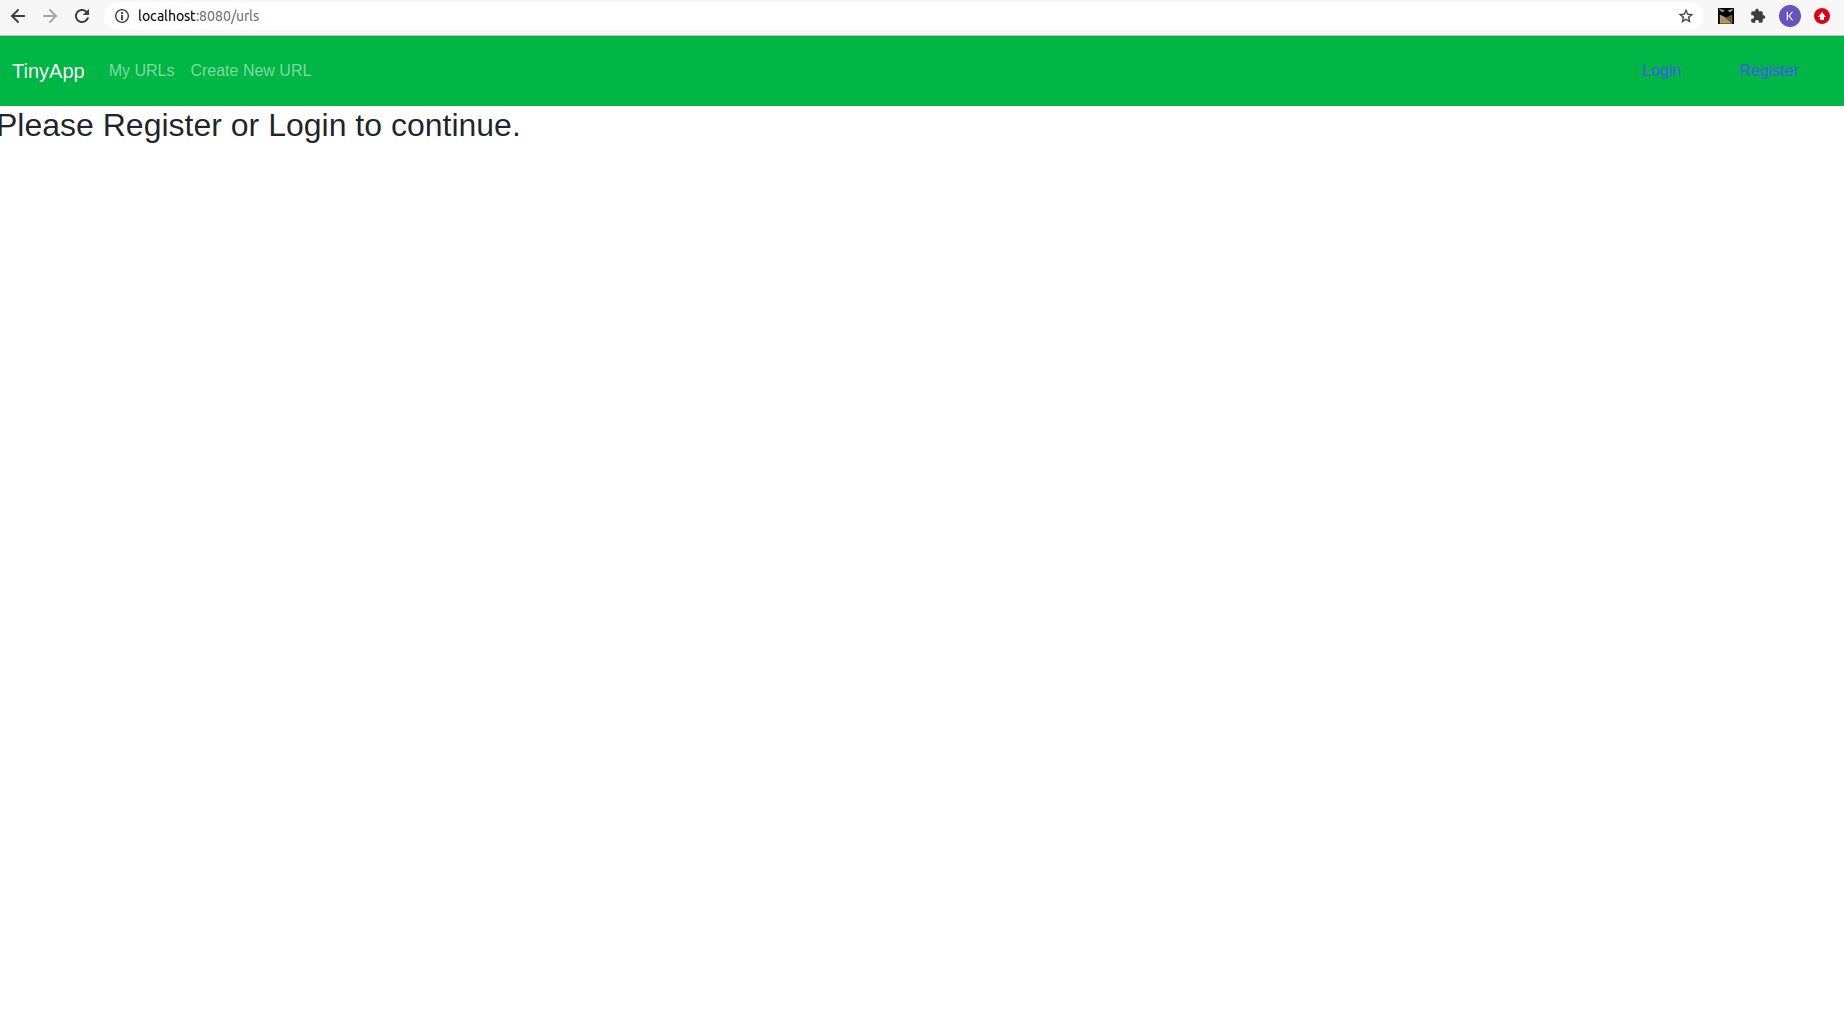 localhost:8080/urls
K
TinyApp My URLs Create New URL Login Register
Please Register or Login to continue.